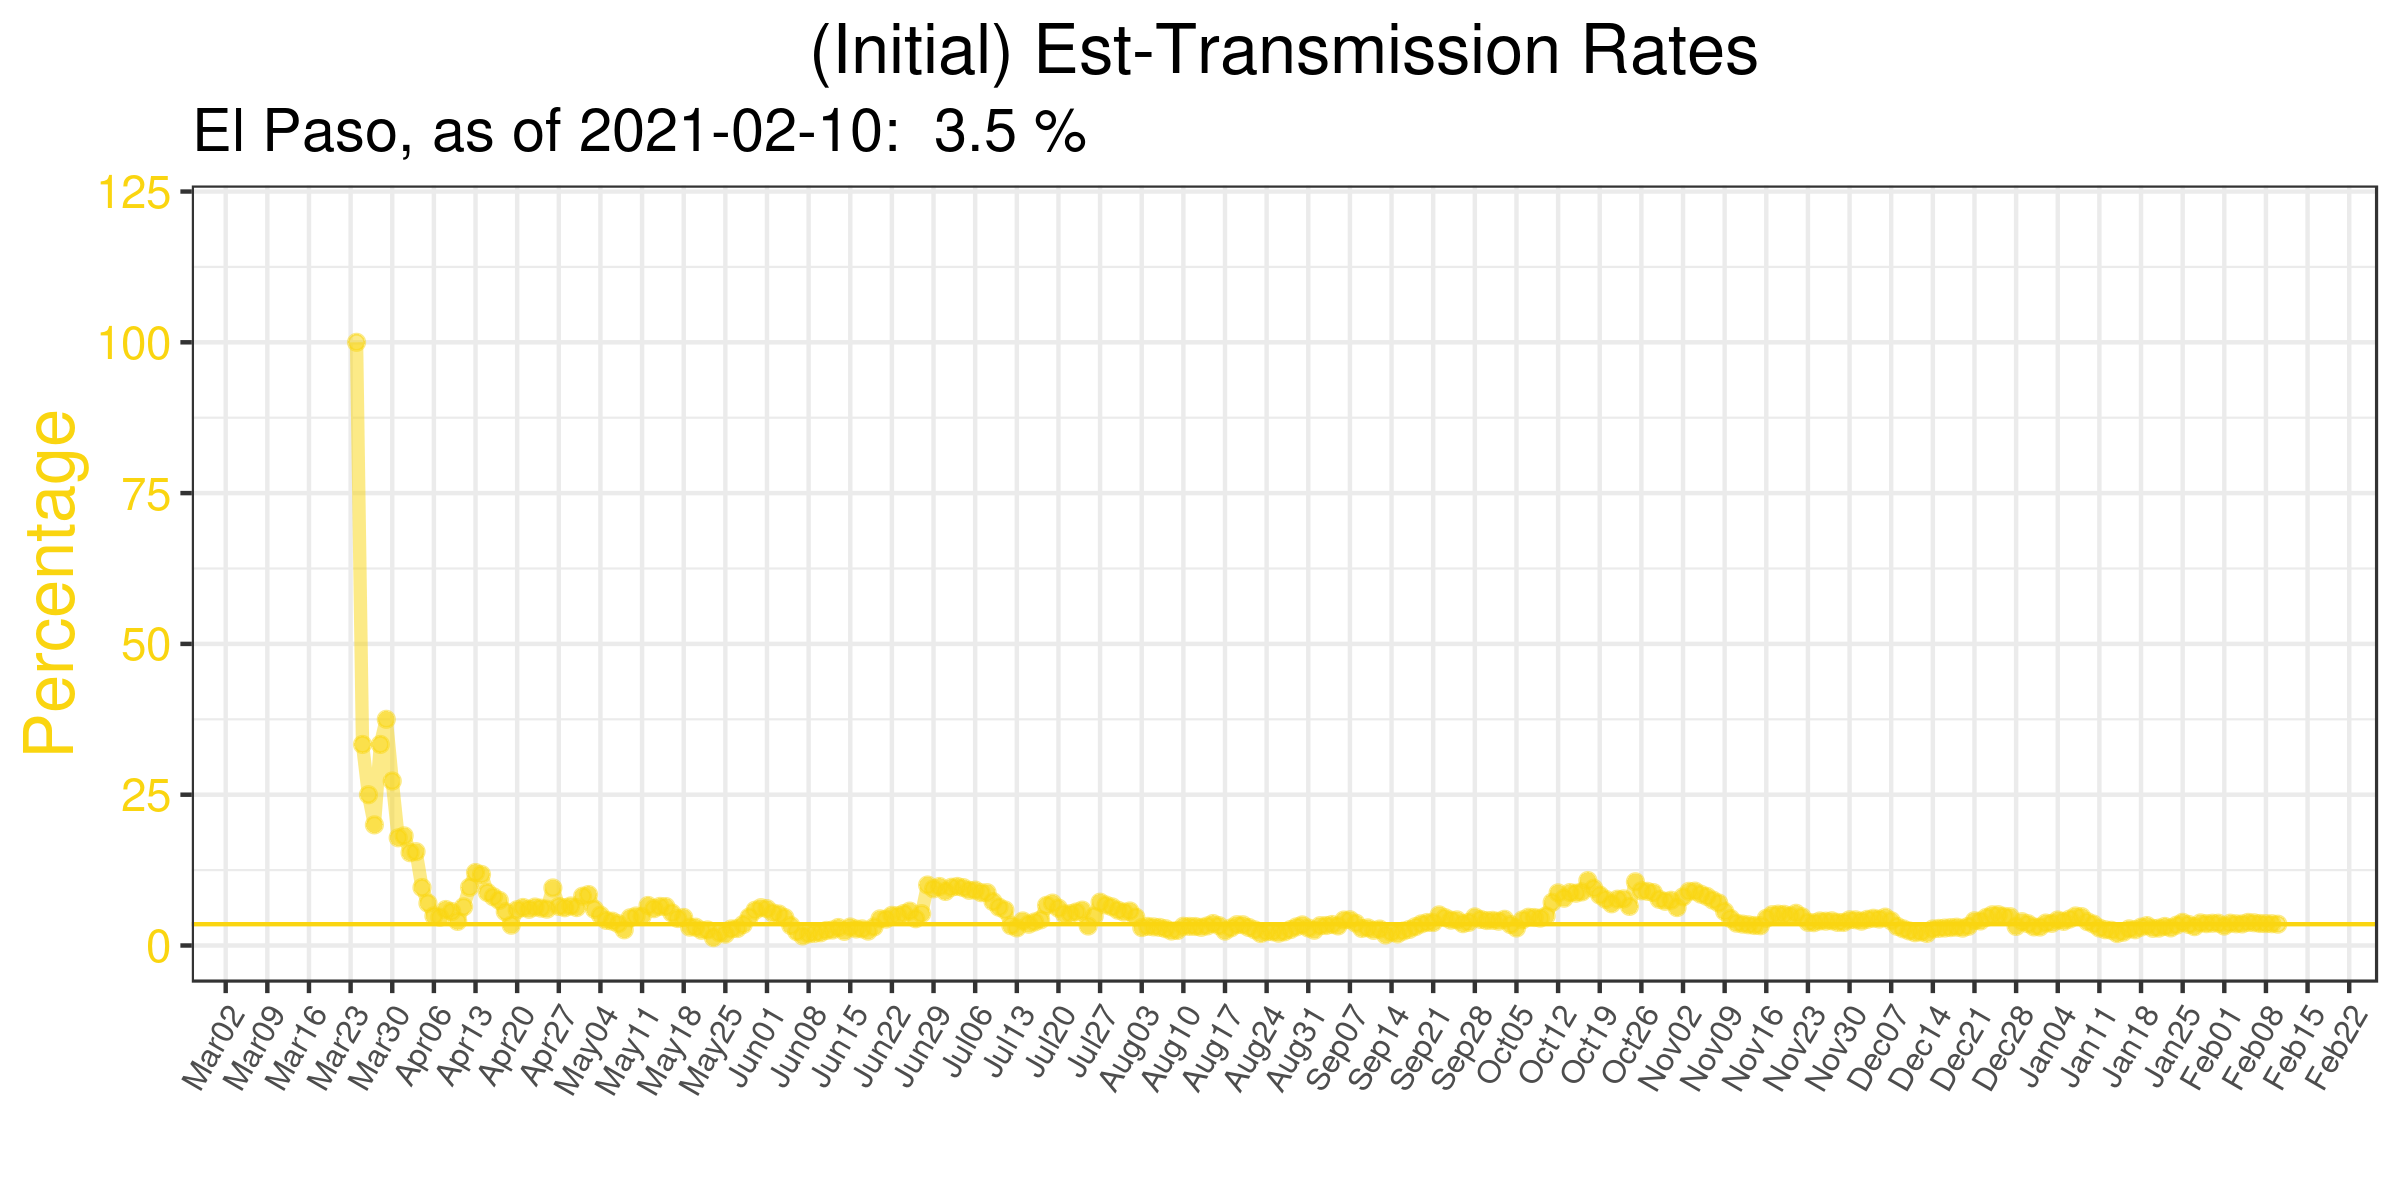 (Initial) Est-Transmission Rates
El Paso, as of 2021-02-10:  3.5 %
Percentage
125
100
75
50
25
0
Mar02 Mar09 Mar16 Mar23 Mar30 Apr06 Apr13 Apr20 Apr27 May04 May11 May18 May25 Jun01 Jun08 Jun15 Jun22 Jun29 Jul06 Jul13 Jul20 Jul27 Aug03 Aug10 Aug17 Aug24 Aug31 Sep07 Sep14 Sep21 Sep28 Oct05 Oct12 Oct19 Oct26 Nov02 Nov09 Nov16 Nov23 Nov30 Dec07 Dec14 Dec21 Dec28 Jan04 Jan11 Jan18 Jan25 Feb01 Feb08 Feb15 Feb22